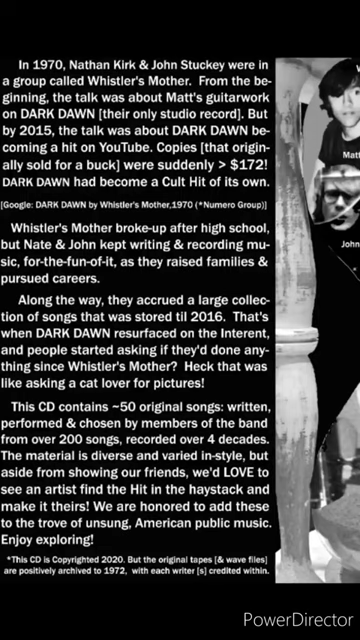 In 1970, Nathan Kirk & John Stuckey were in
a group called Whistler's Mother. From the be-
ginning, the talk was about Matt's guitarwork
on DARK DAWN [their only studio record]. But
by 2015, the talk was about DARK DAWN be-
coming a hit on YouTube. Copies [that origin-
ally sold for a buck] were suddenly > $172!
DARK DAWN had become a Cult Hit of its own.
[Google: DARK DAWN by Whistler's Mother,1970 (*Numero Group)]
Whistler's Mother broke-up after high school,
but Nate & John kept writing & recording mu-
sic, for-the-fun-of-it, as they raised families &
pursued careers.
Along the way, they accrued a large collec-
tion of songs that was stored til 2016. That's
when DARK DAWN resurfaced on the Interent,
and people started asking if they'd done any-
thing since Whistler's Mother? Heck that was
like asking a cat lover for pictures!
This CD contains ~50 original songs: written,
performed & chosen by members of the band
from over 200 songs, recorded over 4 decades.
The material is diverse and varied in-style, but
aside from showing our friends, we'd LOVE to
see an artist find the Hit in the haystack and
make it theirs! We are honored to add these
to the trove of unsung, American public music.
Enjoy exploring!
*This CD is Copyrighted 2020. But the original tapes [& wave files]
are positively archived to 1972, with each writer [s] credited within.
Matt
John
PowerDirector